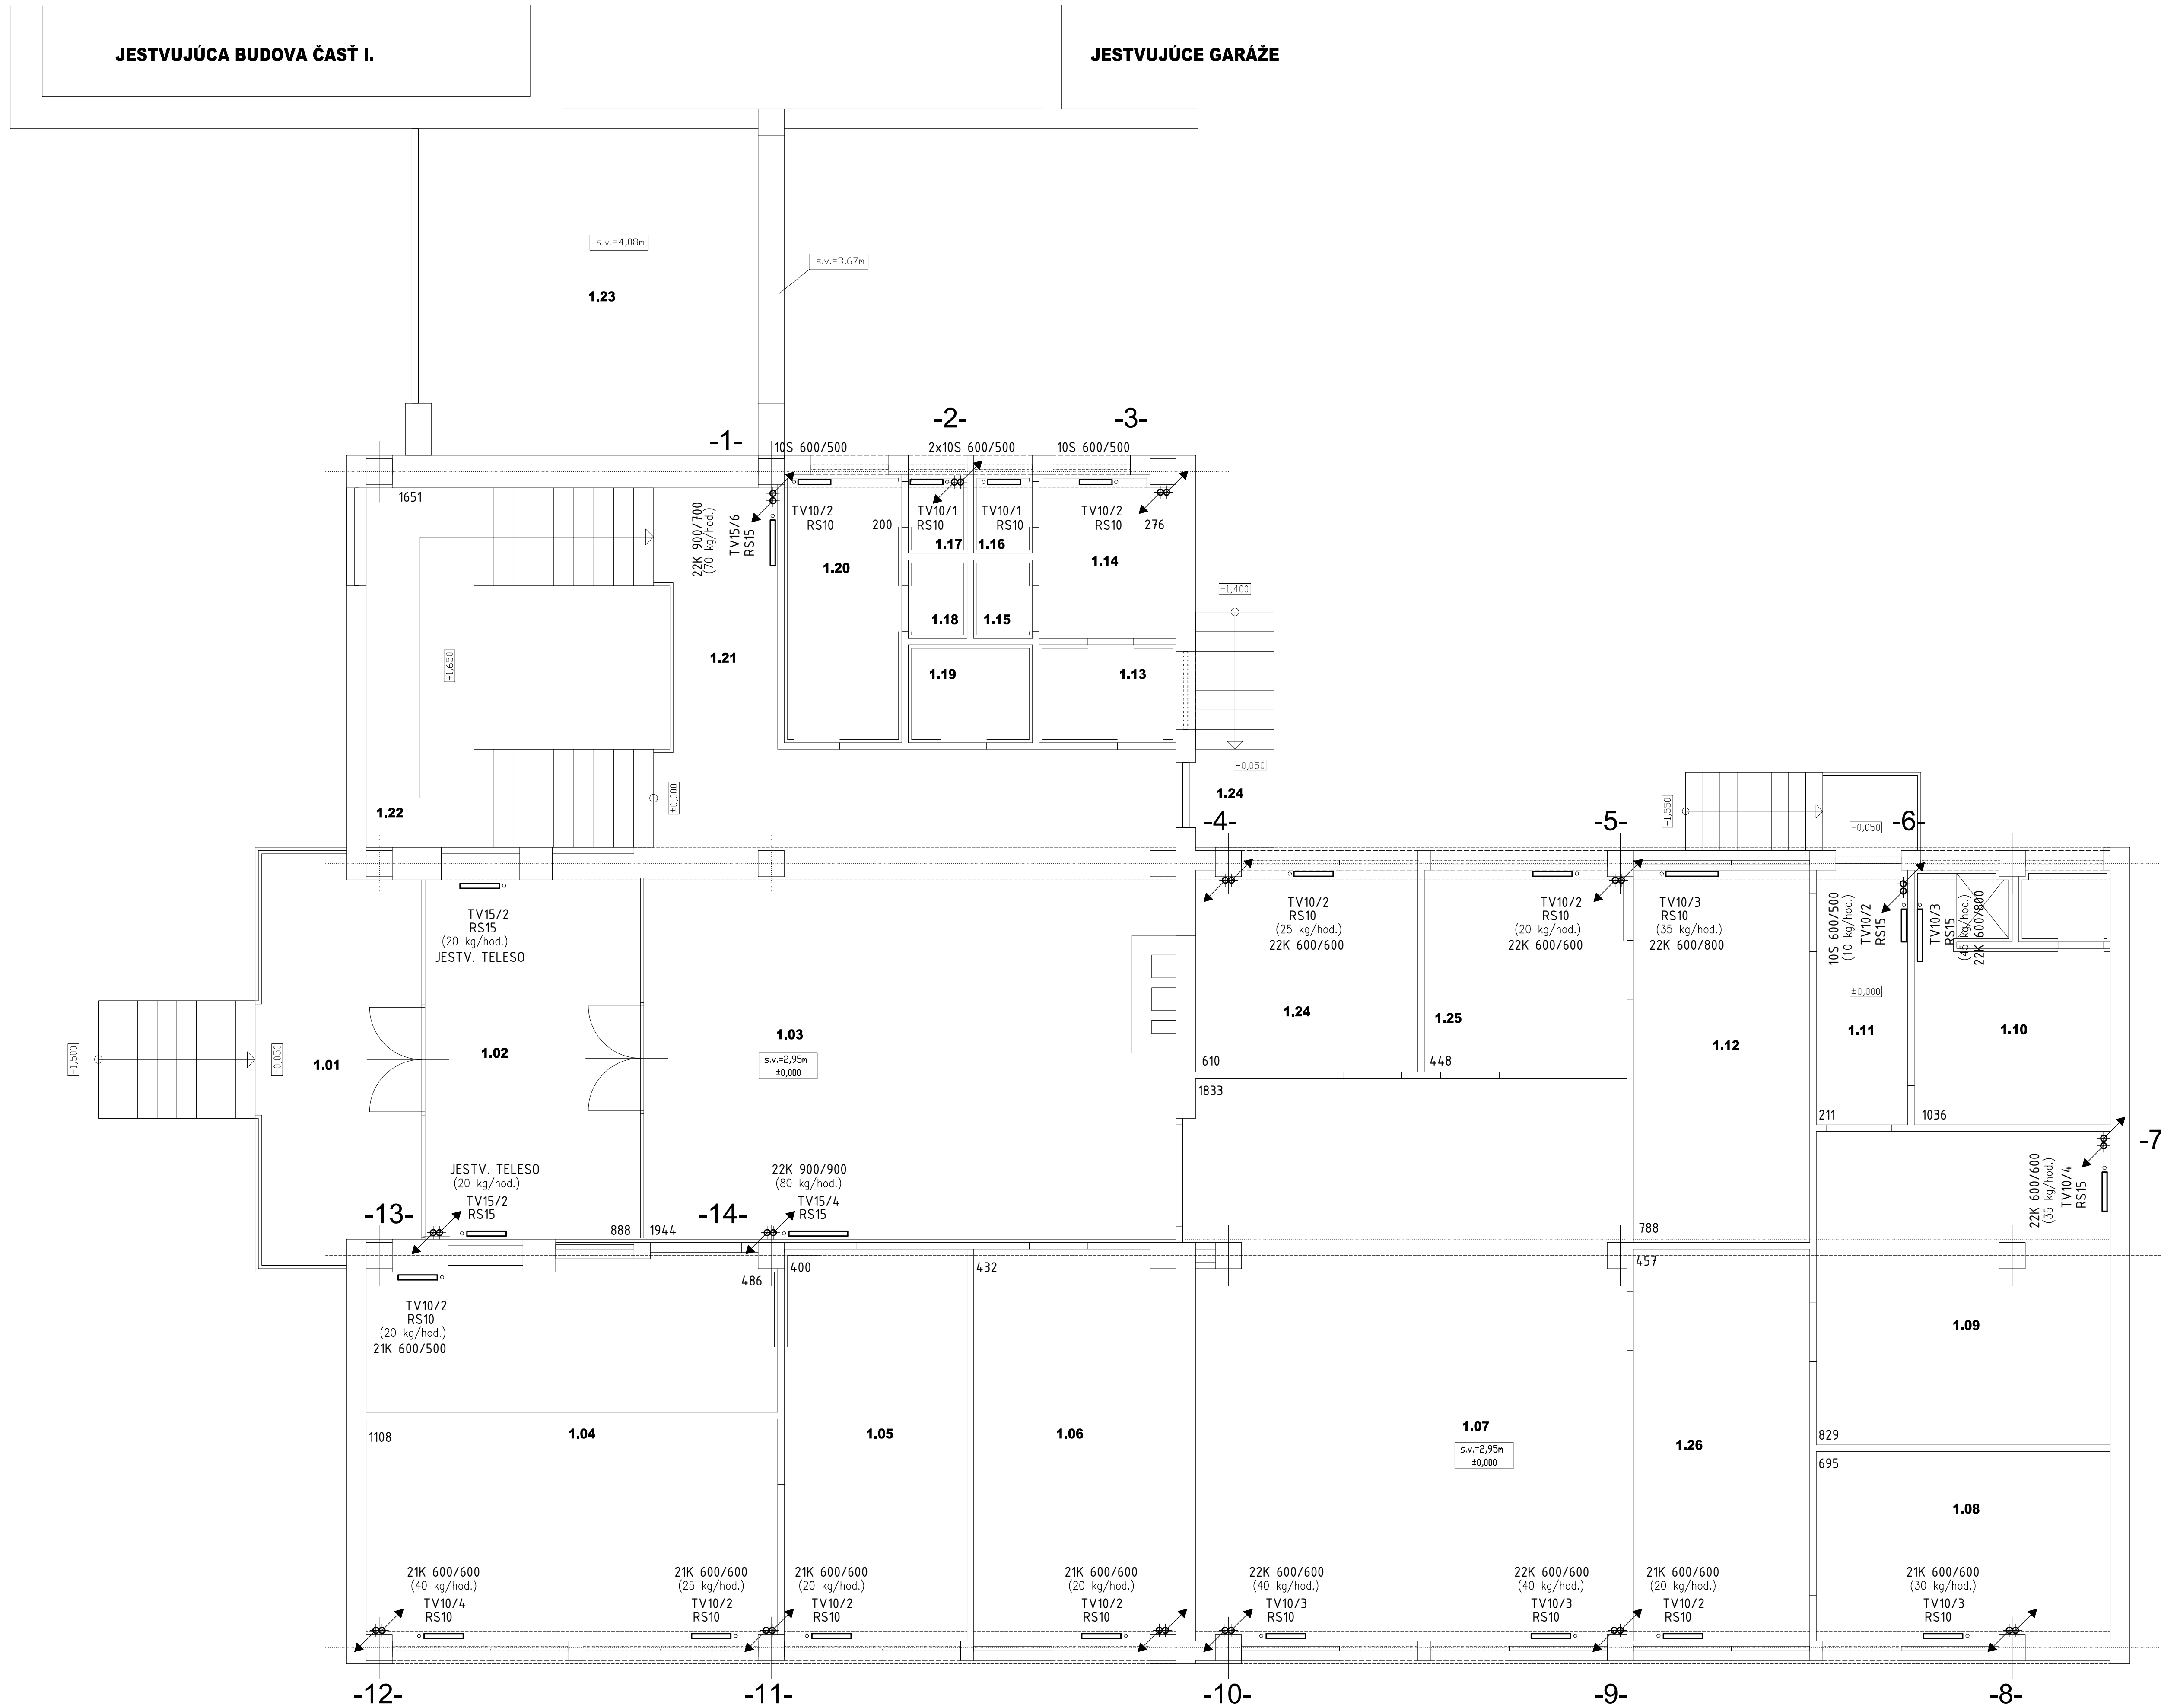 JESTVUJÚCA BUDOVA ČASŤ I.
JESTVUJÚCE GARÁŽE
s.v.=4,08m
s.v.=3,67m
1.23
-1-
-2-
-3-
10S 600/500
2x10S 600/500
10S 600/500
1651
22K 900/700
(70 kg/hod.)
TV15/6
RS15
TV10/2
RS10
200
TV10/1
RS10
TV10/1
RS10
TV10/2
RS10
276
1.17
1.16
1.20
1.14
-1,400
1.18
1.15
+1,650
1.21
1.19
1.13
±0,000
-0,050
1.24
1.22
-4-
-5-
-1,550
-0,050
-6-
TV15/2
RS15
(20 kg/hod.)
JESTV. TELESO
TV10/2
RS10
(25 kg/hod.)
22K 600/600
TV10/2
RS10
(20 kg/hod.)
22K 600/600
TV10/3
RS10
(35 kg/hod.)
22K 600/800
10S 600/500
(10 kg/hod.)
TV10/2
RS15
TV10/3
RS15
(45 kg/hod.)
22K 600/800
±0,000
1.24
1.25
1.11
1.10
1.03
s.v.=2,95m
±0,000
1.12
1.02
1.01
-1,500
-0,050
610
448
1833
211
1036
-7
22K 600/600
(35 kg/hod.)
TV10/4
RS15
JESTV. TELESO
(20 kg/hod.)
TV15/2
RS15
22K 900/900
(80 kg/hod.)
TV15/4
RS15
-13-
-14-
888
1944
788
486
400
432
457
TV10/2
RS10
(20 kg/hod.)
21K 600/500
1.09
1108
1.04
1.05
1.06
1.07
s.v.=2,95m
±0,000
1.26
829
695
1.08
21K 600/600
(40 kg/hod.)
TV10/4
RS10
21K 600/600
(25 kg/hod.)
TV10/2
RS10
21K 600/600
(20 kg/hod.)
TV10/2
RS10
21K 600/600
(20 kg/hod.)
TV10/2
RS10
22K 600/600
(40 kg/hod.)
TV10/3
RS10
22K 600/600
(40 kg/hod.)
TV10/3
RS10
21K 600/600
(20 kg/hod.)
TV10/2
RS10
21K 600/600
(30 kg/hod.)
TV10/3
RS10
-12-
-11-
-10-
-9-
-8-